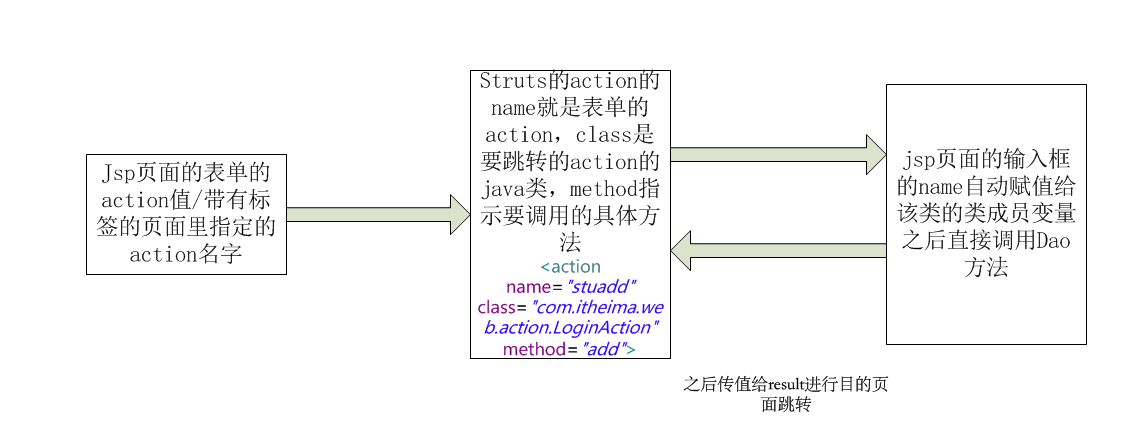 Jsp页面的表单的
action值/带有标
签的页面里指定的
action名字
Struts的action的
name就是表单的
action，class是
要跳转的action的
java类，method指
示要调用的具体方
法
<action
name="stuadd"
class="com.itheima.we
b.action.LoginAction"
method="add">
jsp页面的输入框
的name自动赋值给
该类的类成员变量
之后直接调用Dao
方法
之后传值给result进行目的页
面跳转